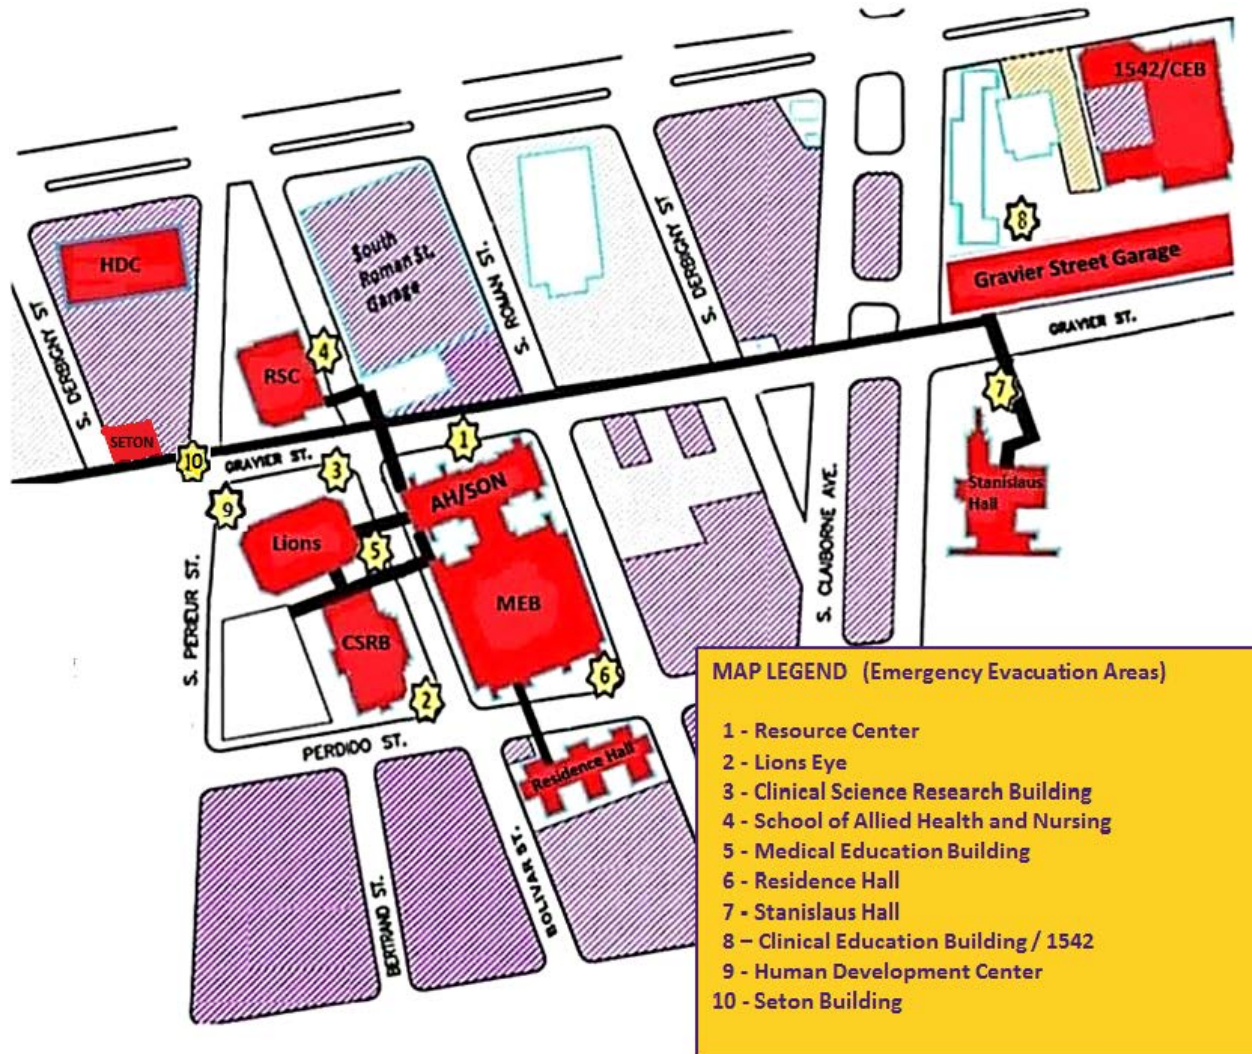 1542/CEB
8
Gravier Street Garage
GRAVIER ST.
S. DERBIGNY ST
S. ROMAN ST.
South
Roman St.
Garage
HDC
S. DERBIGNY ST
4
RSC
7
SETON
10
GRAVIER ST.
1
3
9
AH/SON
Stanislaus
Hall
Lions
5
S. CLAIBORNE AVE.
MEB
S. PERIEUR ST.
CSRB
6
2
PERDIDO ST.
Residence Hall
BOLIVAR ST.
BERTRAND ST.
MAP LEGEND (Emergency Evacuation Areas)
1 - Resource Center
2 - Lions Eye
3 - Clinical Science Research Building
4 - School of Allied Health and Nursing
5 - Medical Education Building
6 - Residence Hall
7 - Stanislaus Hall
8 – Clinical Education Building / 1542
9 - Human Development Center
10 - Seton Building